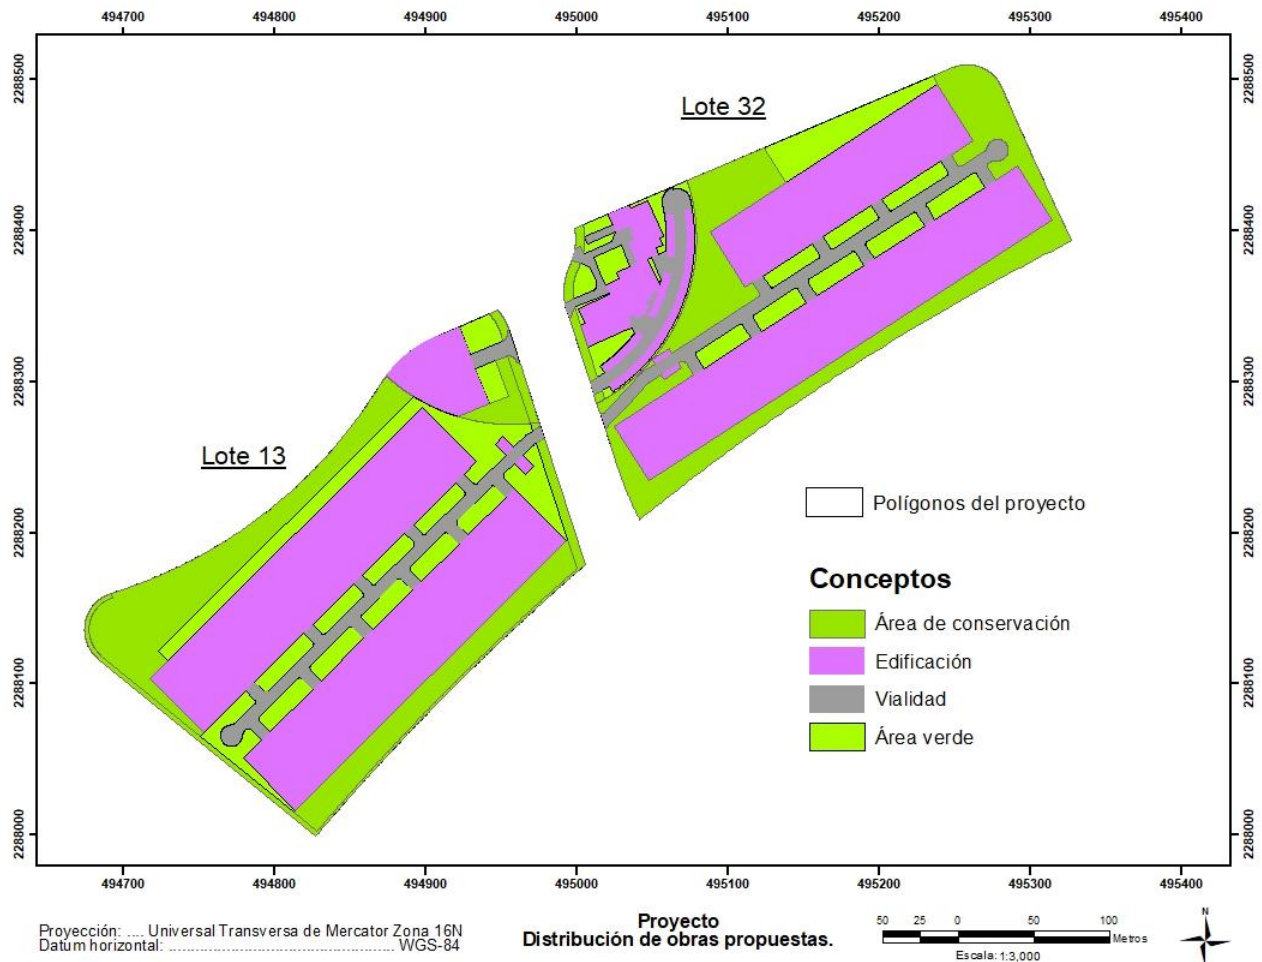 494700 494800 494900 495000 495100 495200 495300 495400
2288500 2288500
Lote 32
2288400 2288400
2288300 2288300
Lote 13
Polígonos del proyecto
2288200 2288200
Conceptos
Área de conservación
Edificación
2288100 2288100
Vialidad
Área verde
2288000 2288000
494700 494800 494900 495000 495100 495200 495300 495400
Proyección: .... Universal Transversa de Mercator Zona 16N
Datum horizontal: ............................................ WGS-84
Proyecto
Distribución de obras propuestas.
50 25 0 50 100
Metros
Escala: 1:3,000
N